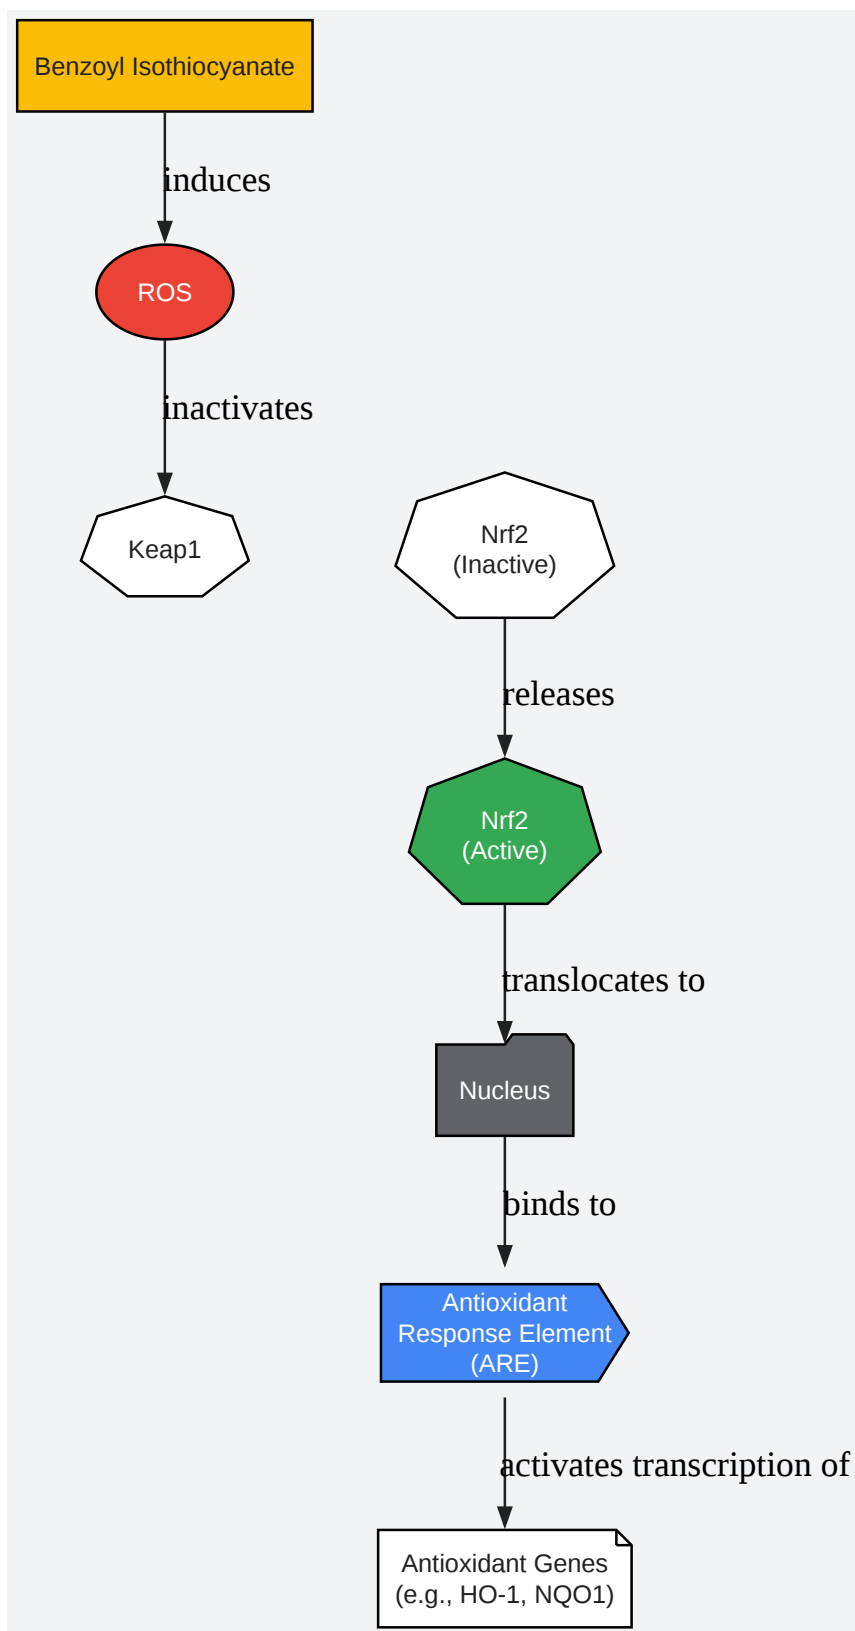 Benzoyl Isothiocyanate
induces
ROS
inactivates
Keap1
Nrf2
(Inactive)
releases
Nrf2
(Active)
translocates to
Nucleus
binds to
Antioxidant
Response Element
(ARE)
activates transcription of
Antioxidant Genes
(e.g., HO-1, NQO1)